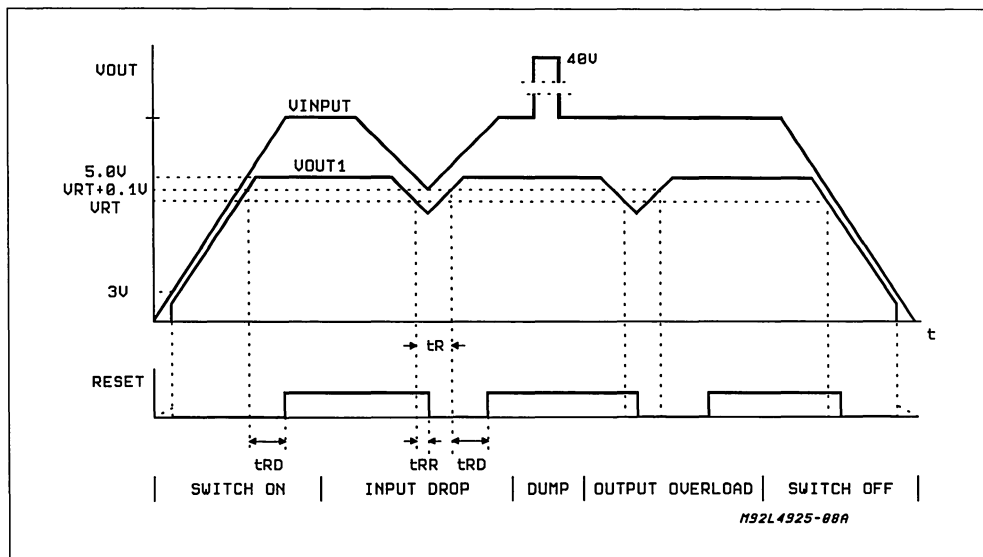 VOUT
40V
VINPUT
5.0V
VOUT1
VRT+0.1V
VRT
3V
t
tR
RESET
tRD
tRR
tRD
SWITCH ON
INPUT DROP
DUMP
OUTPUT OVERLOAD
SWITCH OFF
M92L4925-08A